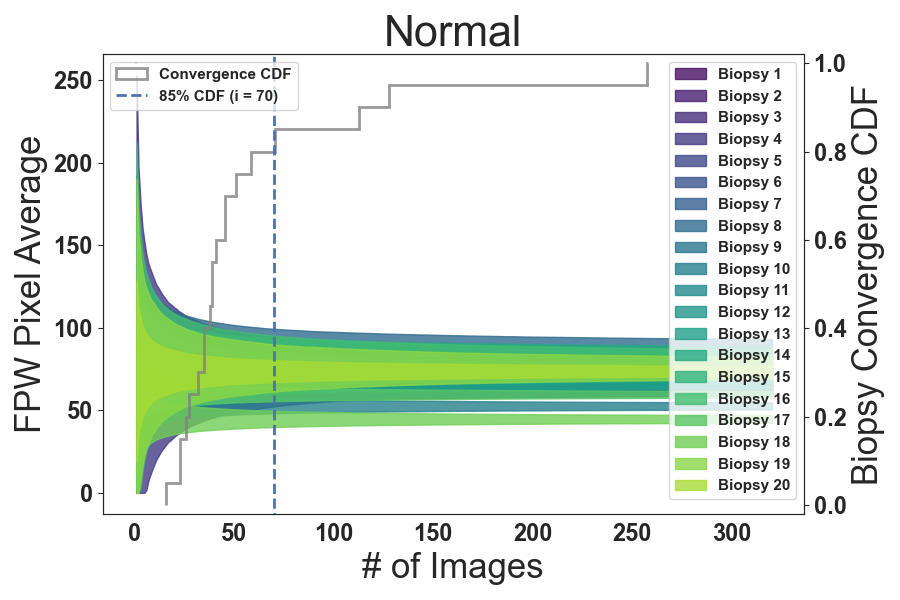 Normal
FPW Pixel Average
250
200
150
100
50
0
Convergence CDF
85% CDF (i = 70)
Biopsy 1
Biopsy 2
Biopsy 3
Biopsy 4
Biopsy 5
Biopsy 6
Biopsy 7
Biopsy 8
Biopsy 9
Biopsy 10
Biopsy 11
Biopsy 12
Biopsy 13
Biopsy 14
Biopsy 15
Biopsy 16
Biopsy 17
Biopsy 18
Biopsy 19
Biopsy 20
1.0
0.8
0.6
0.4
0.2
0.0
Biopsy Convergence CDF
0 50 100 150 200 250 300
# of Images